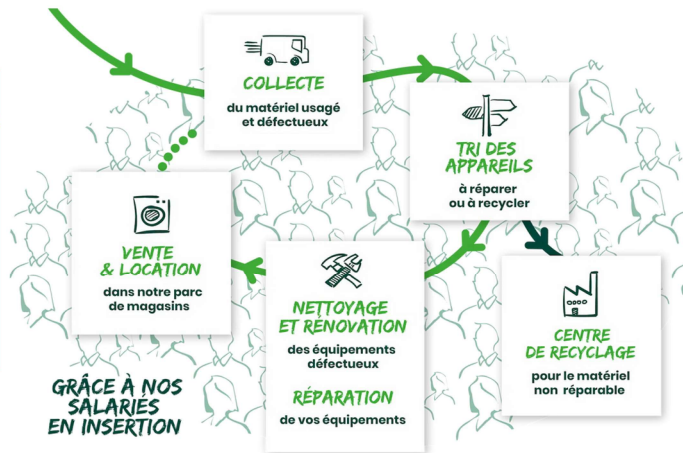 COLLECTE
du matériel usagé
et défectueux
TRI DES
APPAREILS
à réparer
ou à recycler
VENTE
& LOCATION
dans notre parc
de magasins
NETTOYAGE
ET RÉNOVATION
des équipements
défectueux
RÉPARATION
de vos équipements
CENTRE
DE RECYCLAGE
pour le matériel
non réparable
GRÂCE À NOS
SALARIÉS
EN INSERTION